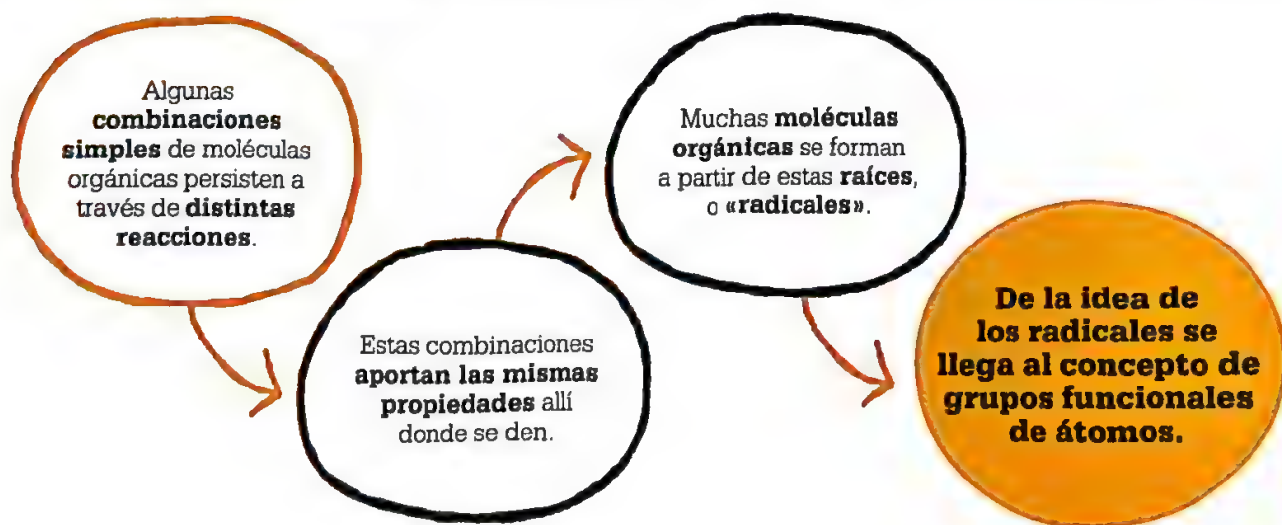 Algunas
combinaciones
simples de moléculas
orgánicas persisten a
través de distintas
reacciones.
Estas combinaciones
aportan las mismas
propiedades allí
donde se den.
Muchas moléculas
orgánicas se forman
a partir de estas raíces,
o «radicales».
De la idea de
los radicales se
llega al concepto de
grupos funcionales
de átomos.